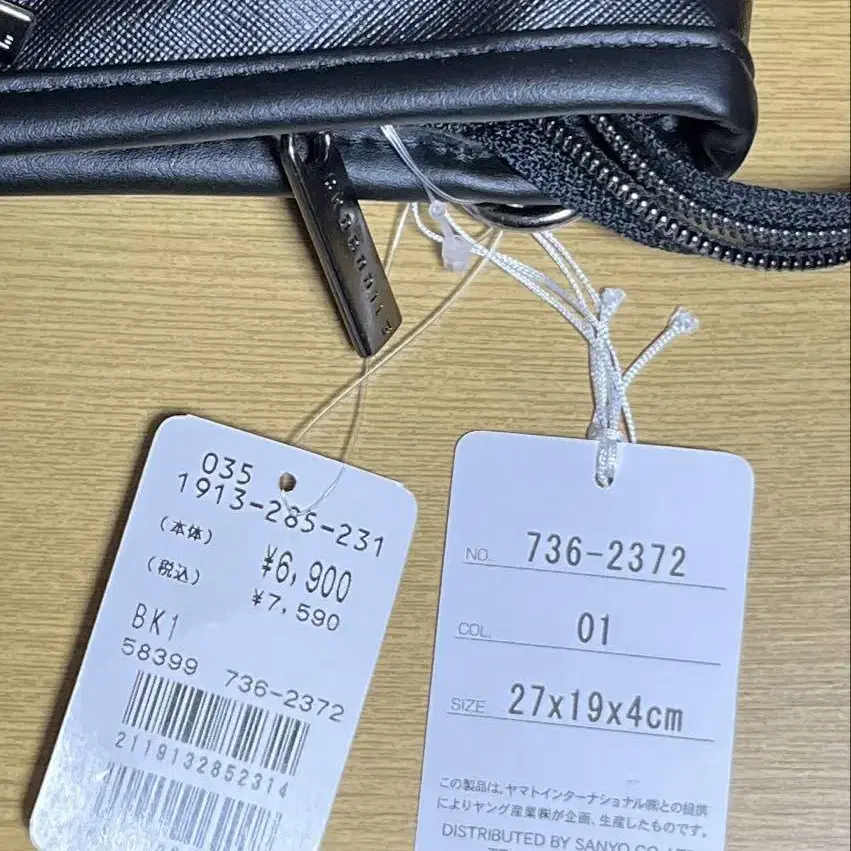 035
1913-285-231
(本体) ¥6,900
(税込) ¥7,590
BK1
58399 736-2372
2119132852314
NO. 736-2372
COL. 01
SIZE 27x19x4cm
この製品は、ヤマトインターナショナル㈱との提携
によりヤング産業㈱が企画、生産したものです。
DISTRIBUTED BY SANYO CO.,LTD.